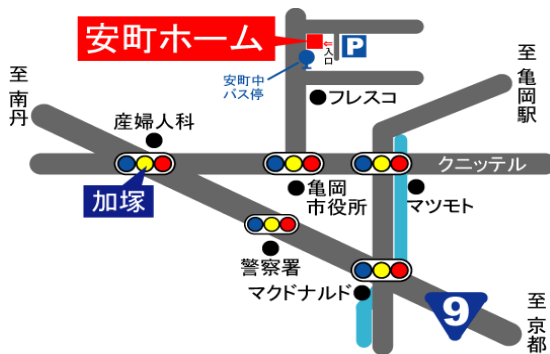 安町ホーム
入口
P
安町中
バス停
至亀岡駅
至南丹
産婦人科
フレスコ
クニッテル
加塚
亀岡
市役所
マツモト
警察署
マクドナルド
9
至京都